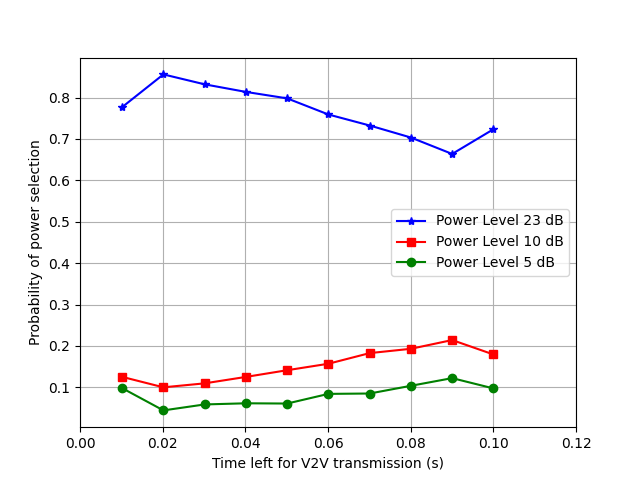 0.8
0.7
0.6
0.5
0.4
0.3
0.2
0.1
Probability of power selection
Power Level 23 dB
Power Level 10 dB
Power Level 5 dB
0.00 0.02 0.04 0.06 0.08 0.10 0.12
Time left for V2V transmission (s)